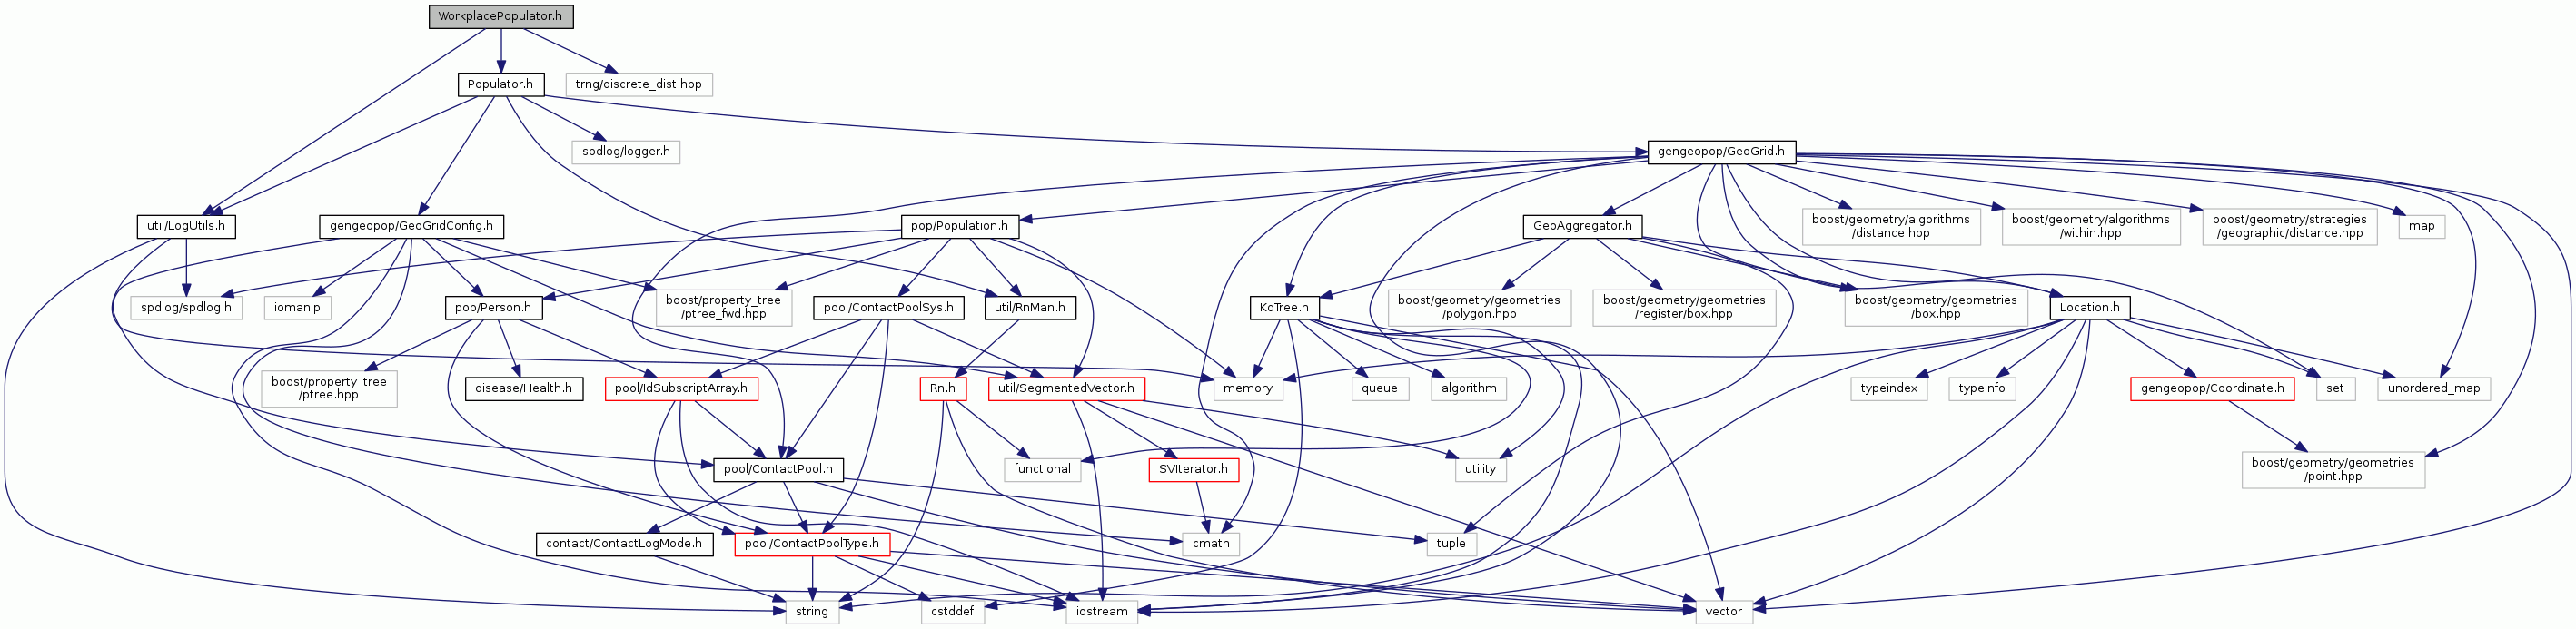 WorkplacePopulator.h
Populator.h
trng/discrete_dist.hpp
spdlog/logger.h
gengeopop/GeoGrid.h
util/LogUtils.h
gengeopop/GeoGridConfig.h
pop/Population.h
GeoAggregator.h
boost/geometry/algorithms
/distance.hpp
boost/geometry/algorithms
/within.hpp
boost/geometry/strategies
/geographic/distance.hpp
map
spdlog/spdlog.h
iomanip
pop/Person.h
boost/property_tree
/ptree_fwd.hpp
pool/ContactPoolSys.h
util/RnMan.h
KdTree.h
boost/geometry/geometries
/polygon.hpp
boost/geometry/geometries
/register/box.hpp
boost/geometry/geometries
/box.hpp
Location.h
boost/property_tree
/ptree.hpp
disease/Health.h
pool/IdSubscriptArray.h
Rn.h
util/SegmentedVector.h
memory
queue
algorithm
typeindex
typeinfo
gengeopop/Coordinate.h
set
unordered_map
pool/ContactPool.h
functional
SVIterator.h
utility
boost/geometry/geometries
/point.hpp
contact/ContactLogMode.h
pool/ContactPoolType.h
cmath
tuple
string
cstddef
iostream
vector